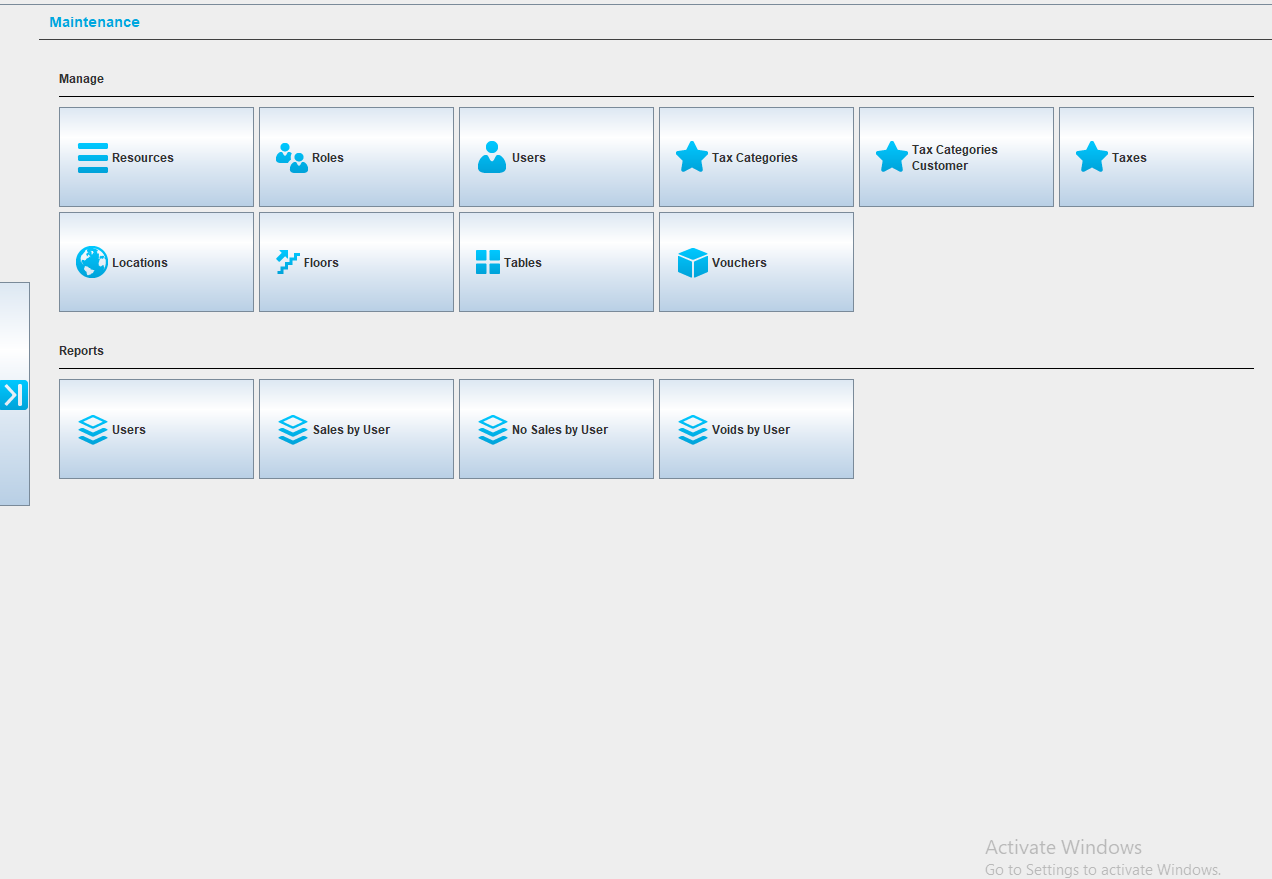 Maintenance
Manage
Resources
Roles
Users
Tax Categories
Tax Categories
Customer
Taxes
Locations
Floors
Tables
Vouchers
Reports
Users
Sales by User
No Sales by User
Voids by User
Activate Windows
Go to Settings to activate Windows.